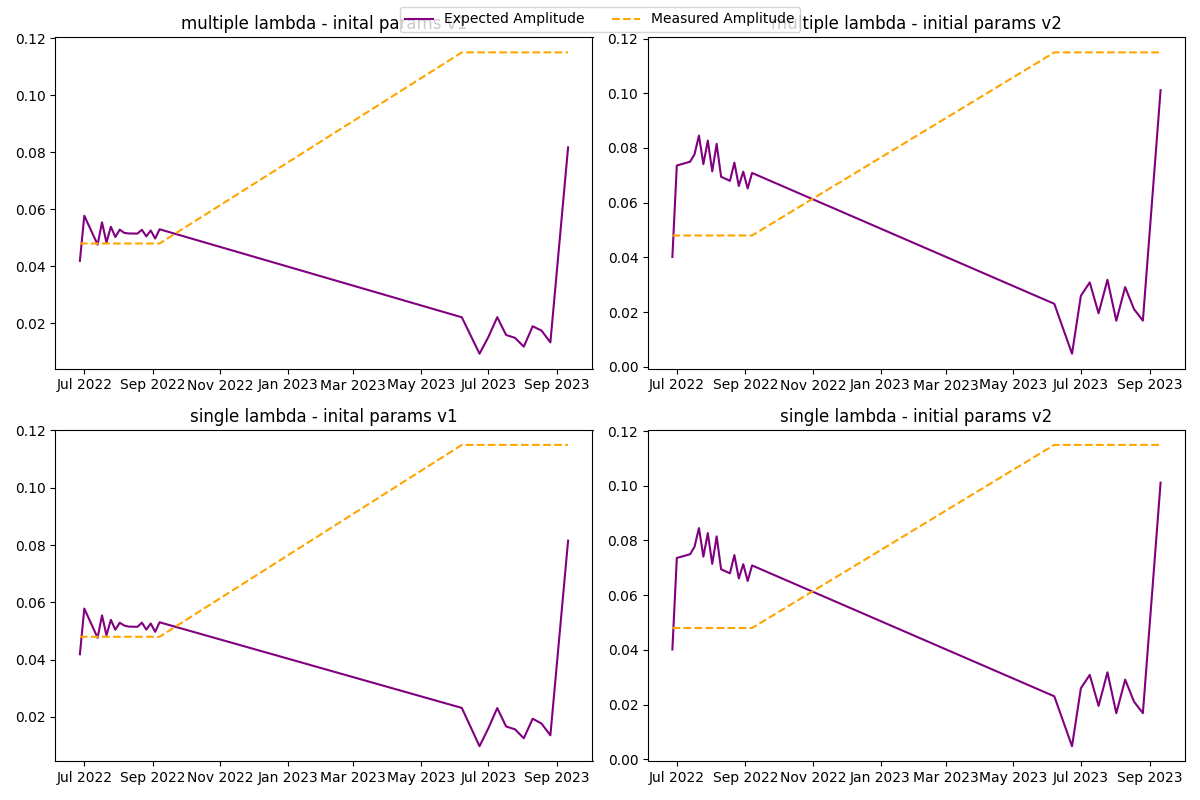 Expected Amplitude Measured Amplitude
multiple lambda - inital params v1
multiple lambda - initial params v2
0.12
0.10
0.08
0.06
0.04
0.02
Jul 2022 Sep 2022 Nov 2022 Jan 2023 Mar 2023 May 2023 Jul 2023 Sep 2023
0.12
0.10
0.08
0.06
0.04
0.02
0.00
Jul 2022 Sep 2022 Nov 2022 Jan 2023 Mar 2023 May 2023 Jul 2023 Sep 2023
single lambda - inital params v1
0.12
0.10
0.08
0.06
0.04
0.02
Jul 2022 Sep 2022 Nov 2022 Jan 2023 Mar 2023 May 2023 Jul 2023 Sep 2023
single lambda - initial params v2
0.12
0.10
0.08
0.06
0.04
0.02
0.00
Jul 2022 Sep 2022 Nov 2022 Jan 2023 Mar 2023 May 2023 Jul 2023 Sep 2023